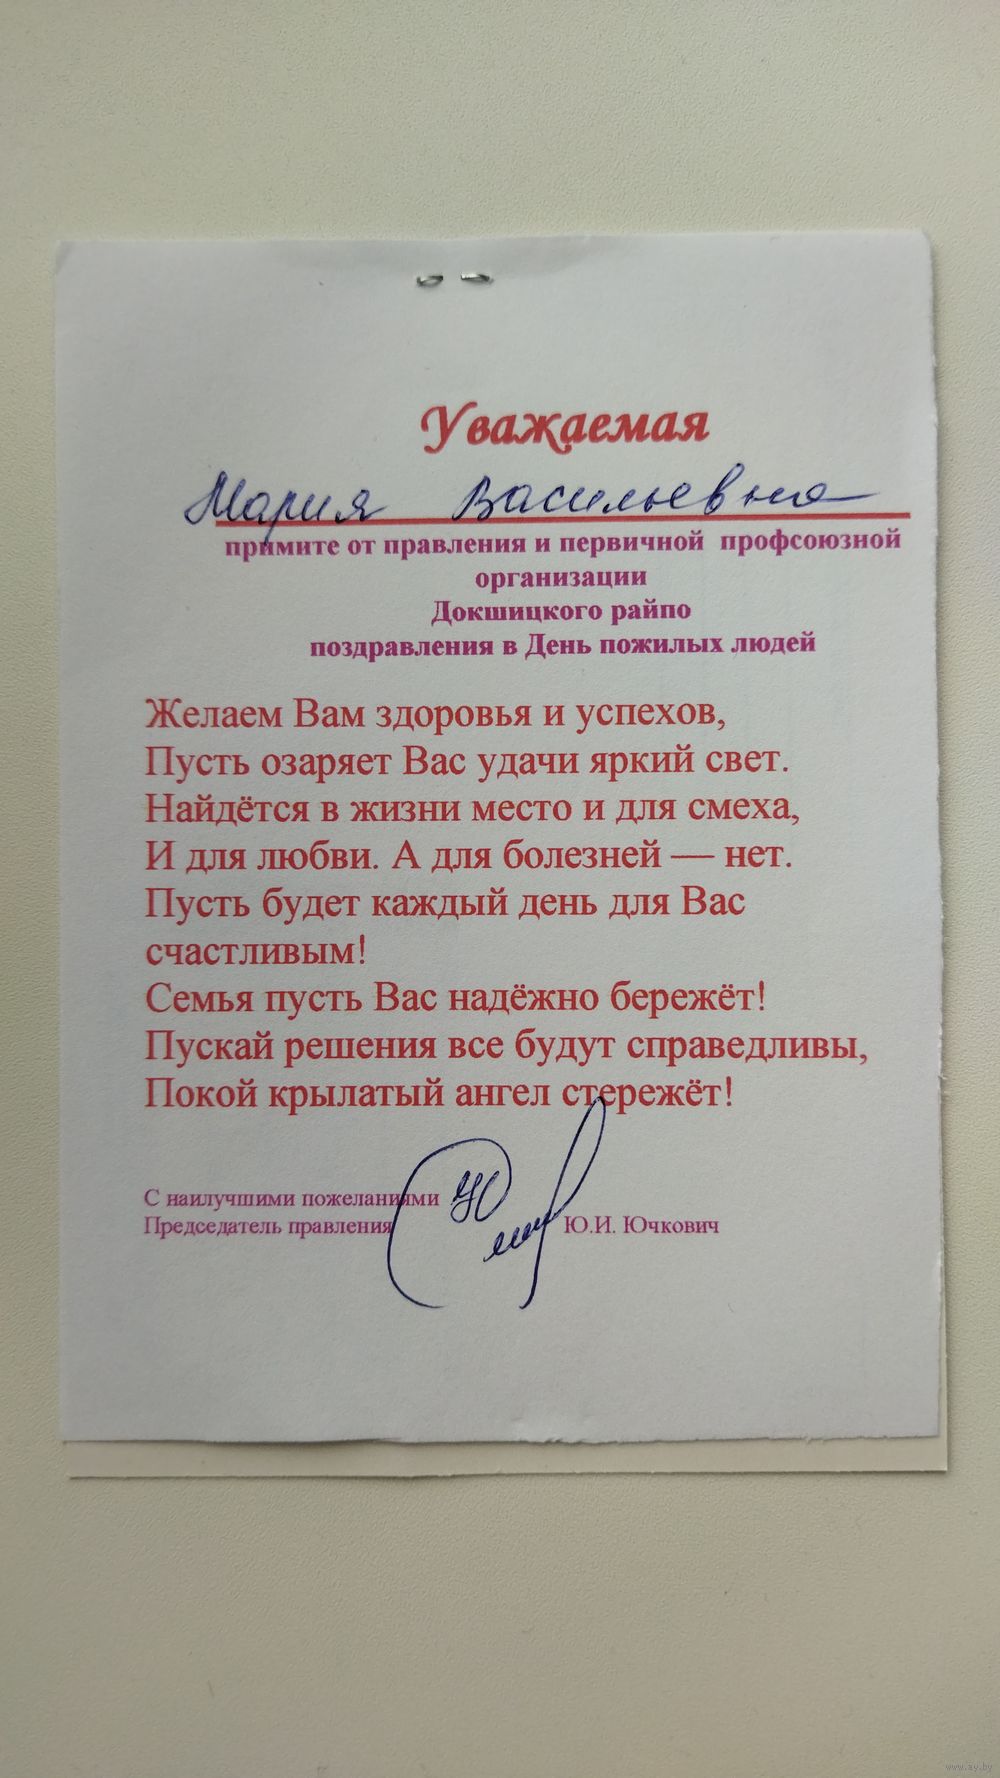 Уважаемая
Мария Васильевна
примите от правления и первичной профсоюзной
организации
Докшицкого райпо
поздравления в День пожилых людей
Желаем Вам здоровья и успехов,
Пусть озаряет Вас удачи яркий свет.
Найдётся в жизни место и для смеха,
И для любви. А для болезней — нет.
Пусть будет каждый день для Вас
счастливым!
Семья пусть Вас надёжно бережёт!
Пускай решения все будут справедливы,
Покой крылатый ангел стережёт!
С наилучшими пожеланиями
Председатель правления Ю.И. Ючкович
www.ay.by